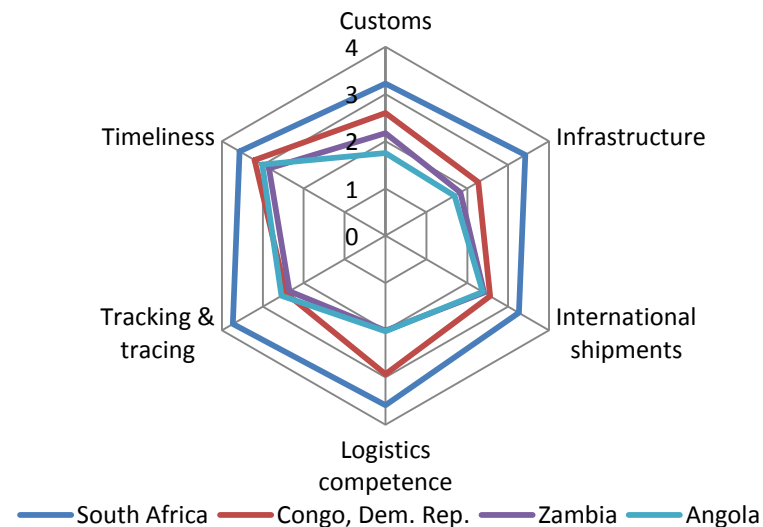 Customs
4
3
Timeliness
Infrastructure
2
1
0
Tracking &
tracing
International
shipments
Logistics
competence
South Africa Congo, Dem. Rep. Zambia Angola